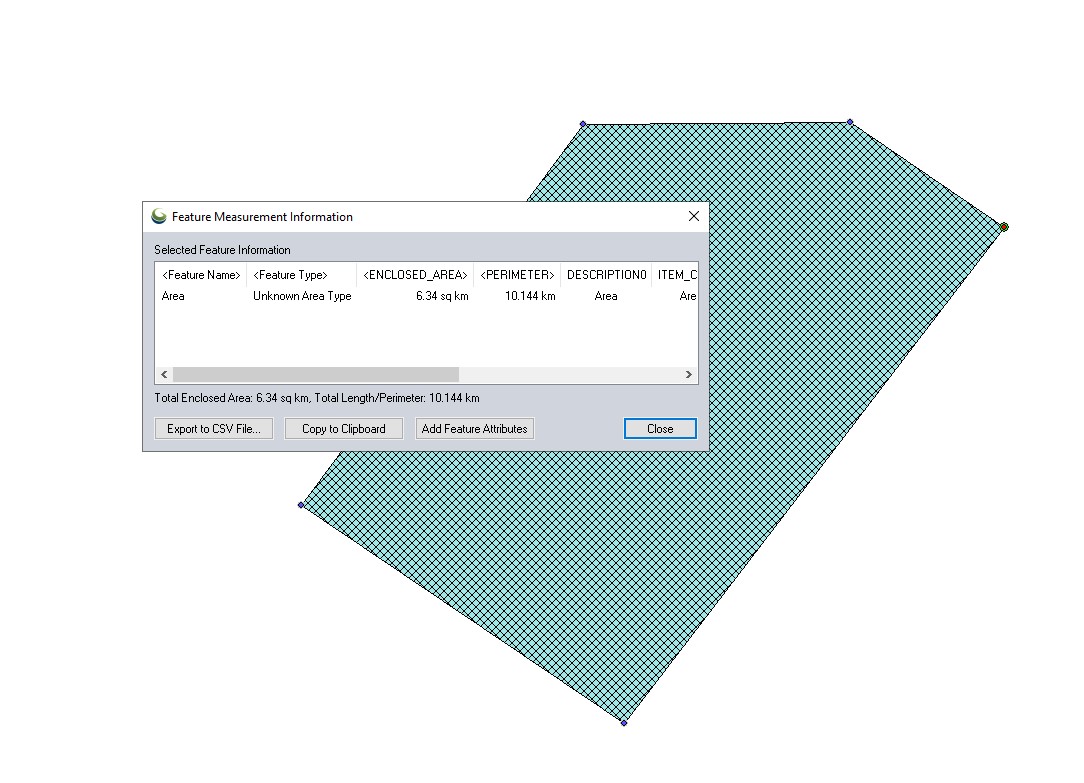 Feature Measurement Information
Selected Feature Information
<Feature Name> <Feature Type> <ENCLOSED_AREA> <PERIMETER> DESCRIPTION0 ITEM_C
Area Unknown Area Type 6.34 sq km 10.144 km Area Are
Total Enclosed Area: 6.34 sq km, Total Length/Perimeter: 10.144 km
Export to CSV File... Copy to Clipboard Add Feature Attributes Close